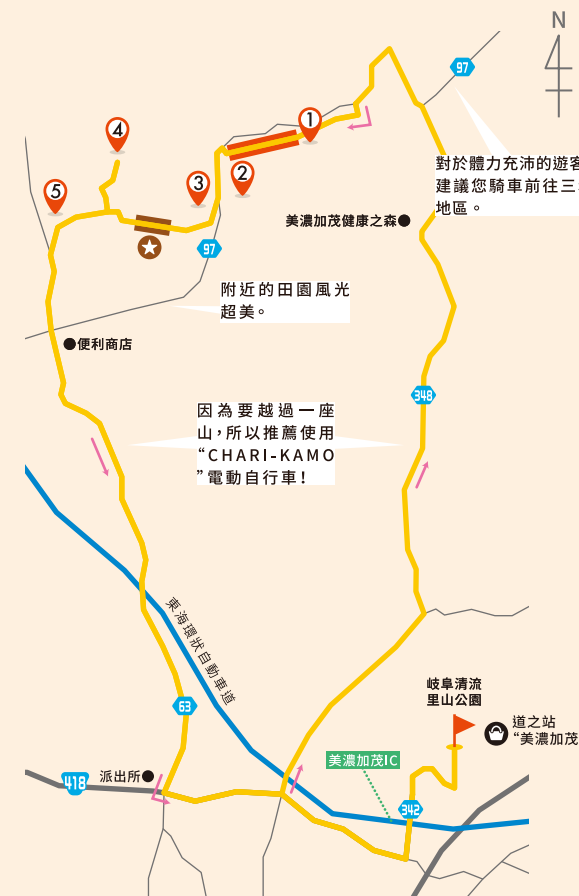 N
97
1
4
對於體力充沛的遊客
建議您騎車前往三
地區。
5
3
2
美濃加茂健康之森
97
附近的田園風光
超美。
便利商店
348
因為要越過一座
山，所以推薦使用
“CHARI-KAMO
”電動自行車！
東海環狀自動車道
岐阜清流
里山公園
63
道之站
“美濃加茂
美濃加茂IC
派出所
418
342